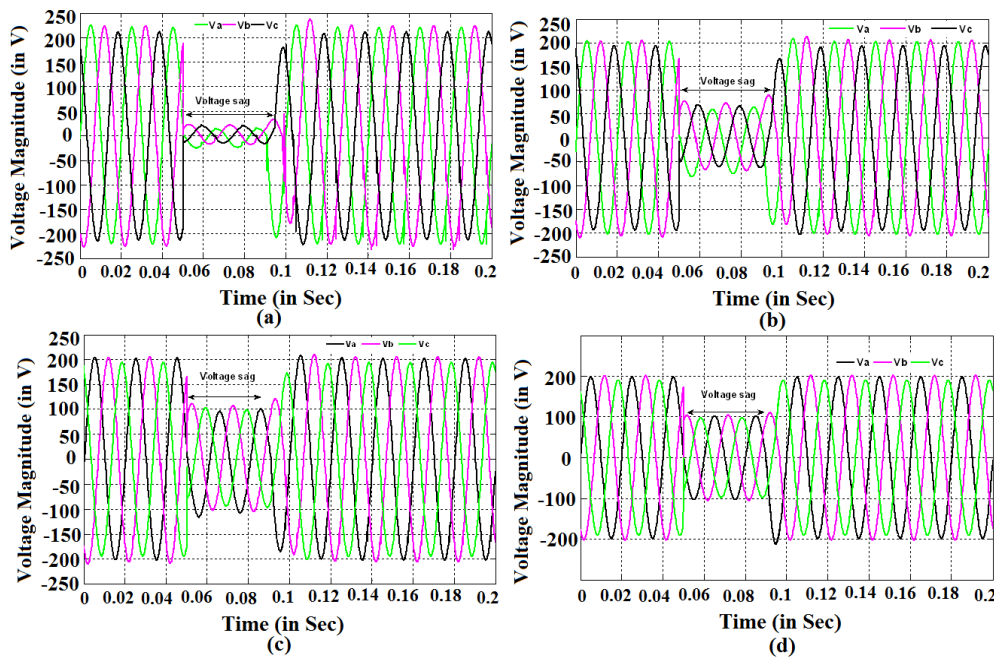 Va Vb Vc
Voltage sag
Voltage Magnitude (in V)
250
200
150
100
50
0
-50
-100
-150
-200
-250
0 0.02 0.04 0.06 0.08 0.1 0.12 0.14 0.16 0.18 0.2
Time (in Sec)
(a)
Va Vb Vc
Voltage sag
Voltage Magnitude (in V)
250
200
150
100
50
0
-50
-100
-150
-200
-250
0 0.02 0.04 0.06 0.08 0.1 0.12 0.14 0.16 0.18 0.2
Time (in Sec)
(b)
Va Vb Vc
Voltage sag
Voltage Magnitude (in V)
250
200
150
100
50
0
-50
-100
-150
-200
-250
0 0.02 0.04 0.06 0.08 0.1 0.12 0.14 0.16 0.18 0.2
Time (in Sec)
(c)
Va Vb Vc
Voltage sag
Voltage Magnitude (in V)
200
100
0
-100
-200
0 0.02 0.04 0.06 0.08 0.1 0.12 0.14 0.16 0.18 0.2
Time (in Sec)
(d)